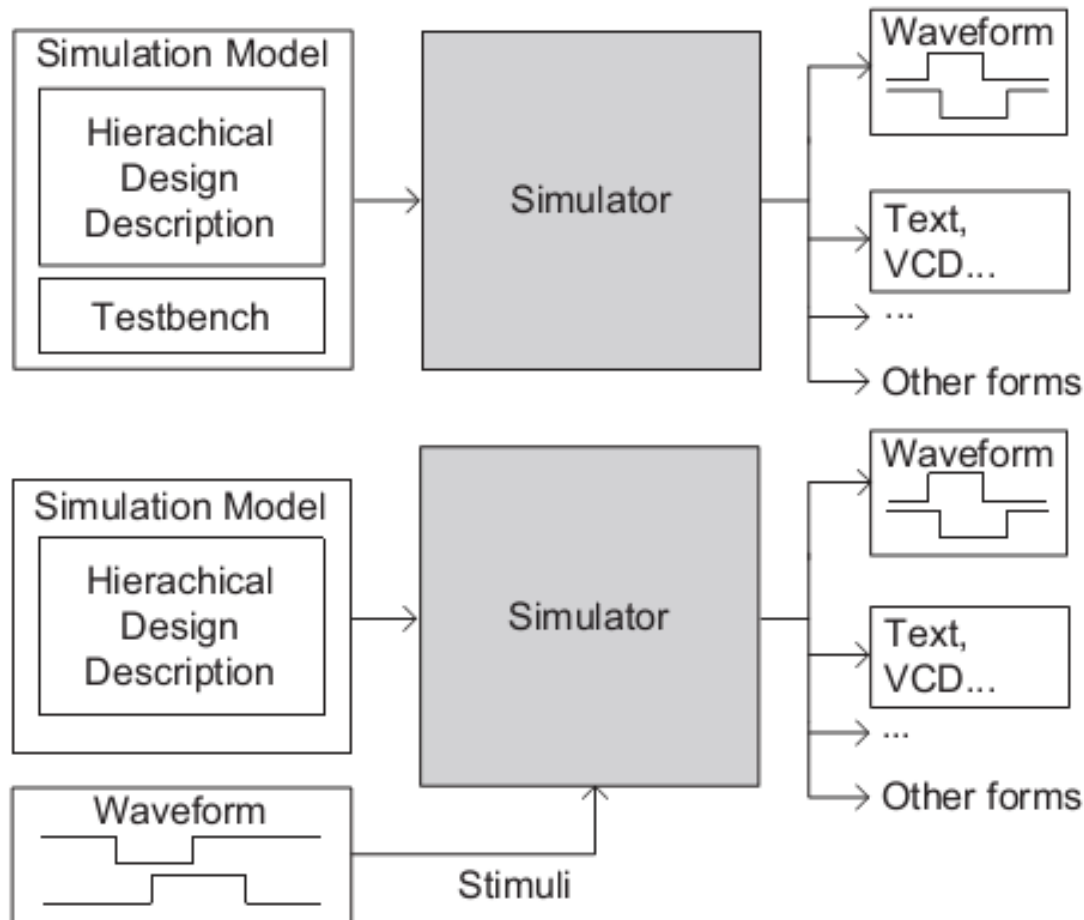 Simulation Model
Hierachical
Design
Description
Testbench
Simulator
Waveform
Text,
VCD...
...
Other forms
Simulation Model
Hierachical
Design
Description
Waveform
Stimuli
Simulator
Waveform
Text,
VCD...
...
Other forms